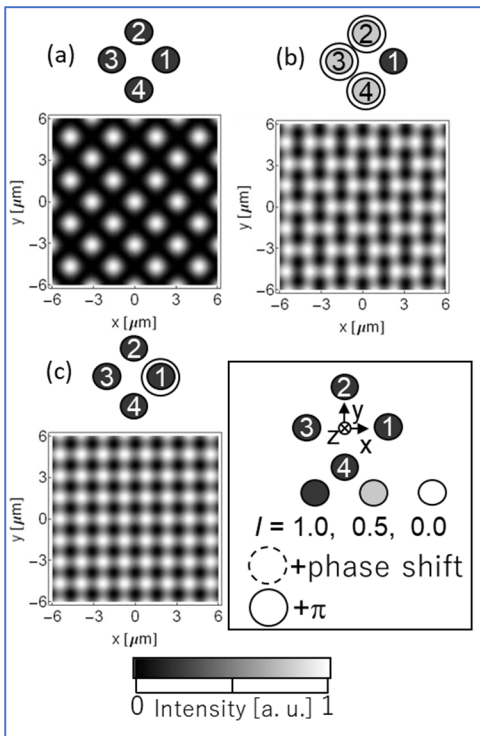 (a)
2
3 1
4
y [μm]
6
3
0
−3
−6
−6 −3 0 3 6
x [μm]
(b)
2
3 1
4
y [μm]
6
3
0
−3
−6
−6 −3 0 3 6
x [μm]
(c)
2
3 1
4
y [μm]
6
3
0
−3
−6
−6 −3 0 3 6
x [μm]
2
y
3 1
z x
4
I = 1.0, 0.5, 0.0
+phase shift
+π
0 Intensity [a. u.] 1